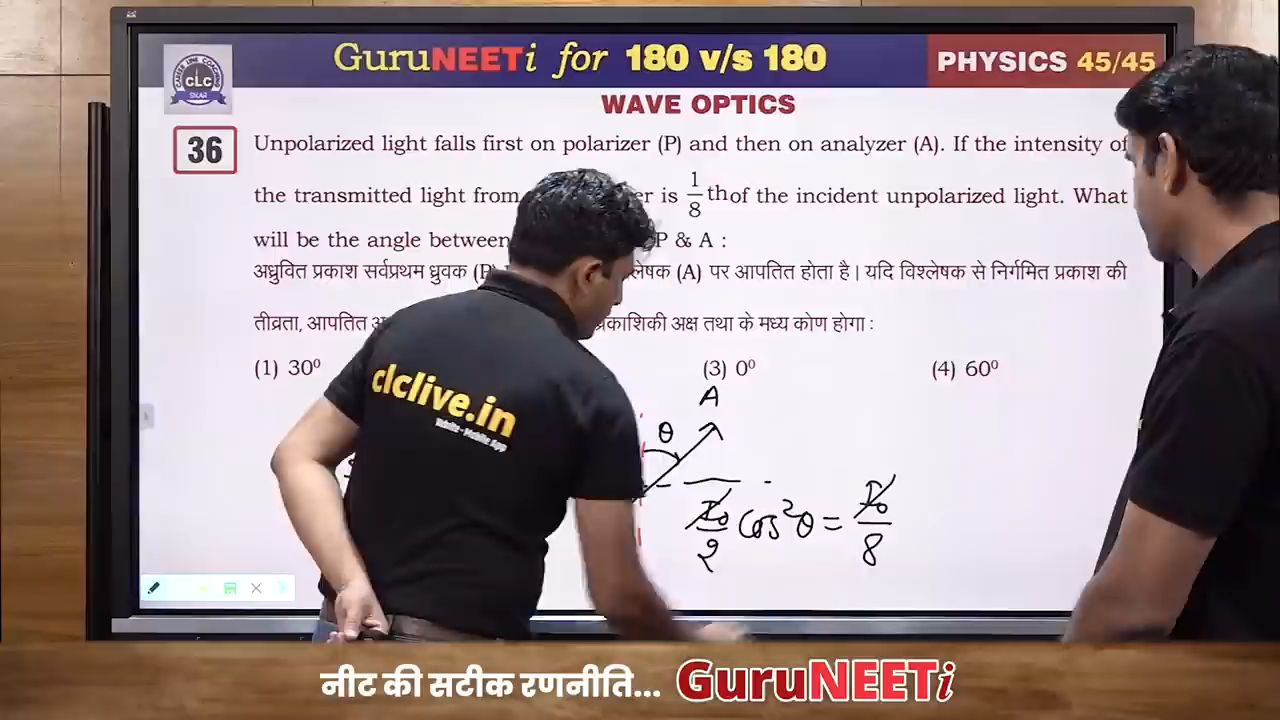 GuruNEETi for 180 v/s 180
PHYSICS 45/45
CLC
SIKAR
WAVE OPTICS
36
Unpolarized light falls first on polarizer (P) and then on analyzer (A). If the intensity of
the transmitted light from er is 1/8 th of the incident unpolarized light. What
will be the angle between P & A :
अध्रुवित प्रकाश सर्वप्रथम ध्रुवक (P) लेषक (A) पर आपतित होता है। यदि विश्लेषक से निर्गमित प्रकाश की
तीव्रता, आपतित प्रकाशिकी अक्ष तथा के मध्य कोण होगा :
(1) 30⁰
(3) 0⁰
(4) 60⁰
A
θ
I₀/2 cos²θ = I₀/8
clclive.in
नीट की सटीक रणनीति... GuruNEETi